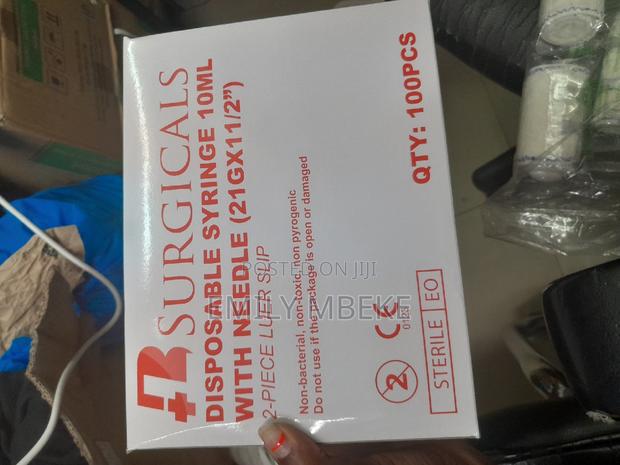 B SURGICALS
DISPOSABLE SYRINGE 10ML
WITH NEEDLE (21GX11/2")
2-PIECE LUER SLIP
Non-bacterial, non-toxic, non pyrogenic
Do not use if the package is open or damaged
2
CE
STERILE EO
QTY: 100PCS
POSTED ON JIJI
EMILY MBEKE